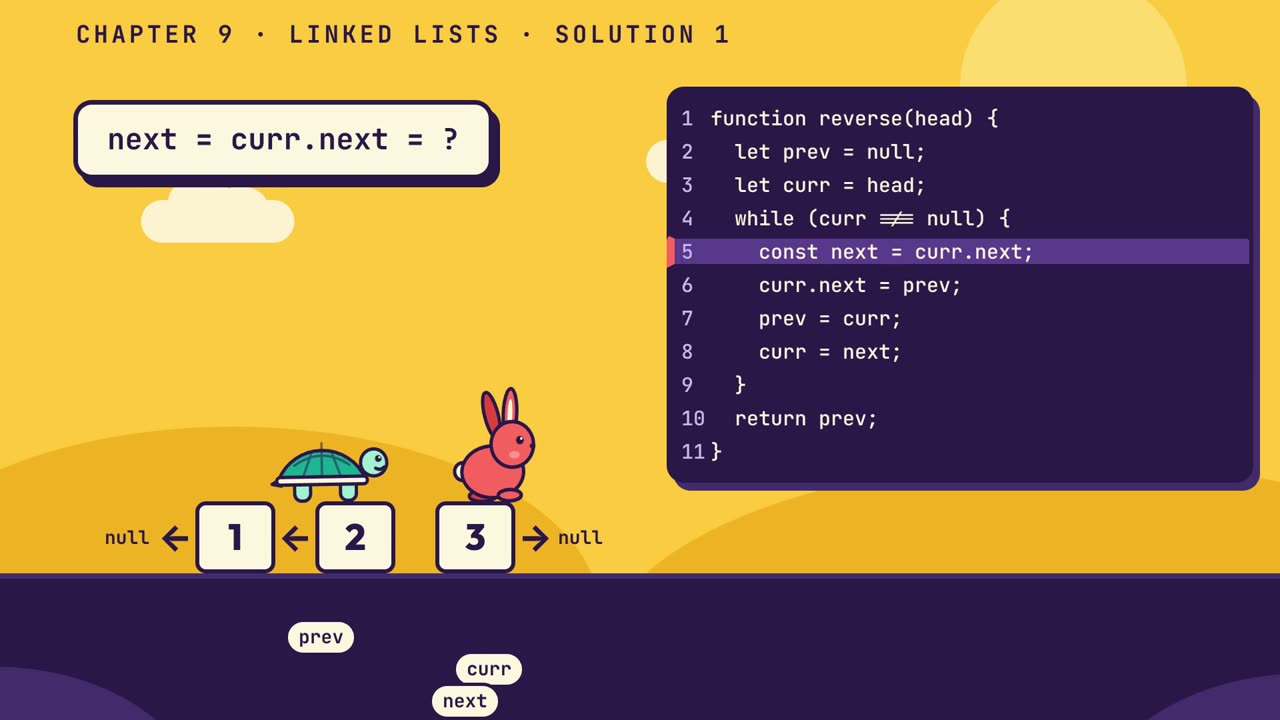 CHAPTER 9 · LINKED LISTS · SOLUTION 1
next = curr.next = ?
1 function reverse(head) {
2   let prev = null;
3   let curr = head;
4   while (curr !== null) {
5     const next = curr.next;
6     curr.next = prev;
7     prev = curr;
8     curr = next;
9   }
10   return prev;
11 }
null ← 1 ← 2 3 → null
prev
curr
next